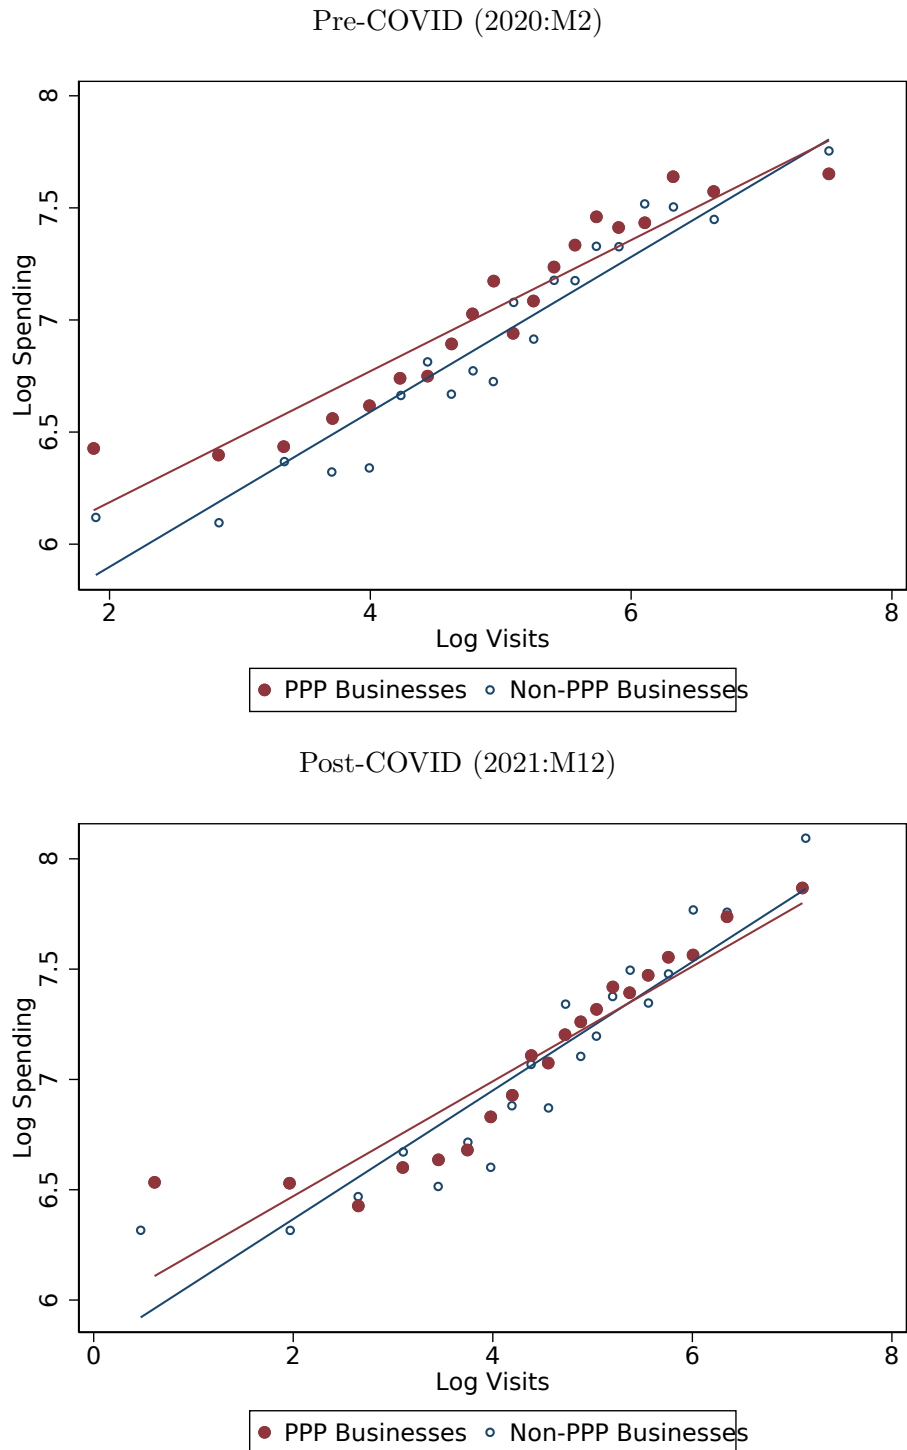 Pre-COVID (2020:M2)
8
7.5
7
6.5
6
Log Spending
2 4 6 8
Log Visits
PPP Businesses Non-PPP Businesses
Post-COVID (2021:M12)
8
7.5
7
6.5
6
Log Spending
0 2 4 6 8
Log Visits
PPP Businesses Non-PPP Businesses